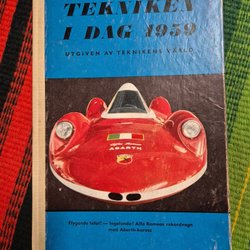 TEKNIKEN
I DAG 1959
UTGIVEN AV TEKNIKENS VÄRLD
Alfa Romeo
ABARTH
Flygande tefat? — Ingalunda! Alfa Romeos rekordvagn
med Abarth-kaross